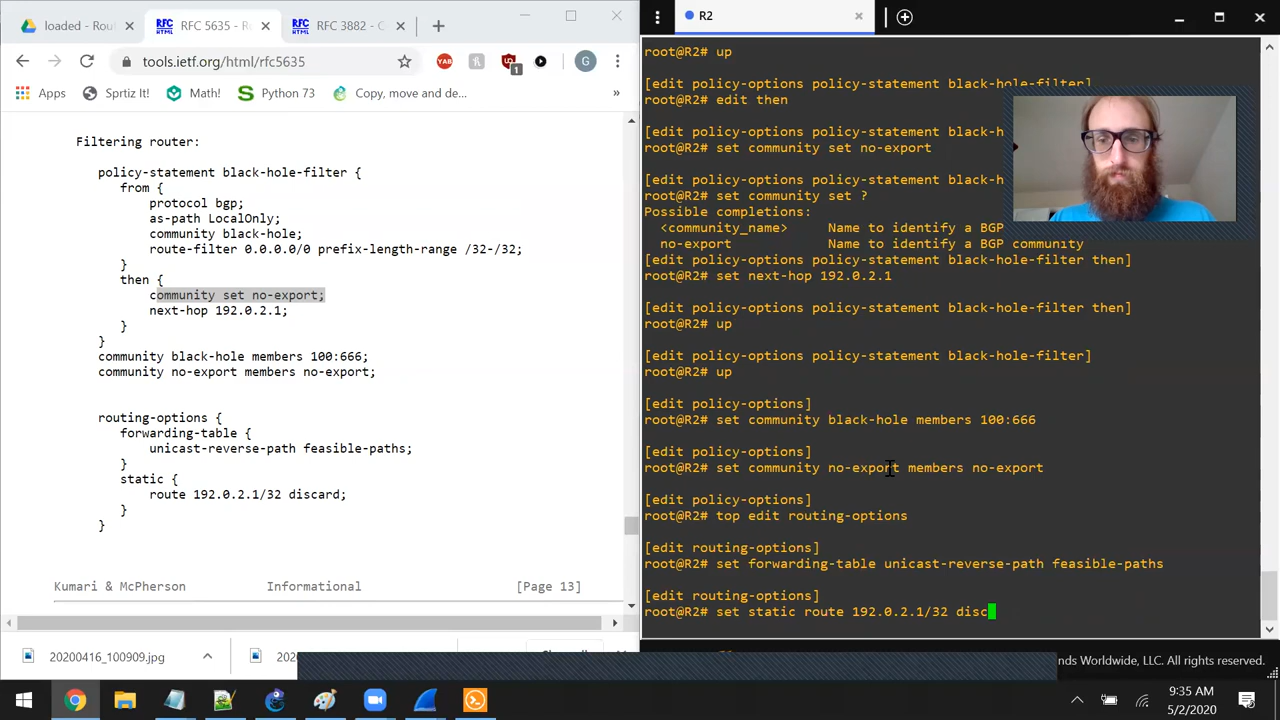 loaded - Rou
RFC 5635 - Re
RFC 3882 - C
R2
tools.ietf.org/html/rfc5635
YAB
1
G
Apps
Sprtiz It!
Math!
Python 73
Copy, move and de...
»
Filtering router:
policy-statement black-hole-filter {
from {
protocol bgp;
as-path LocalOnly;
community black-hole;
route-filter 0.0.0.0/0 prefix-length-range /32-/32;
}
then {
community set no-export;
next-hop 192.0.2.1;
}
}
community black-hole members 100:666;
community no-export members no-export;
routing-options {
forwarding-table {
unicast-reverse-path feasible-paths;
}
static {
route 192.0.2.1/32 discard;
}
}
Kumari & McPherson Informational [Page 13]
root@R2# up
[edit policy-options policy-statement black-hole-filter]
root@R2# edit then
[edit policy-options policy-statement black-h
root@R2# set community set no-export
[edit policy-options policy-statement black-h
root@R2# set community set ?
Possible completions:
<community_name> Name to identify a BGP
no-export Name to identify a BGP community
[edit policy-options policy-statement black-hole-filter then]
root@R2# set next-hop 192.0.2.1
[edit policy-options policy-statement black-hole-filter then]
root@R2# up
[edit policy-options policy-statement black-hole-filter]
root@R2# up
[edit policy-options]
root@R2# set community black-hole members 100:666
[edit policy-options]
root@R2# set community no-export members no-export
[edit policy-options]
root@R2# top edit routing-options
[edit routing-options]
root@R2# set forwarding-table unicast-reverse-path feasible-paths
[edit routing-options]
root@R2# set static route 192.0.2.1/32 disc
20200416_100909.jpg
202
nds Worldwide, LLC. All rights reserved.
9:35 AM
5/2/2020